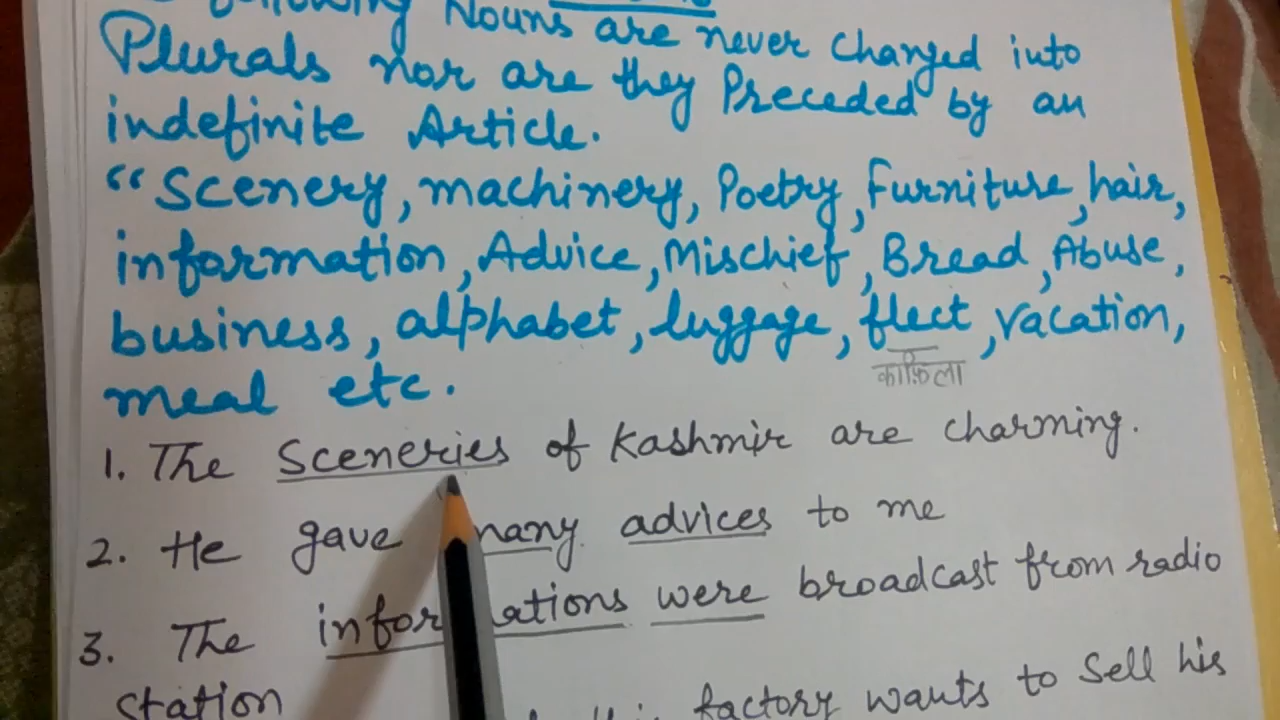 following Nouns are never Changed into
Plurals nor are they Preceded by an
indefinite Article.
“Scenery, machinery, Poetry, Furniture, hair,
information, Advice, Mischief, Bread, Abuse,
business, alphabet, luggage, fleet, vacation,
काफ़िला
meal etc.
1. The Sceneries of Kashmir are charming.
2. He gave many advices to me
3. The informations were broadcast from radio
station
factory wants to Sell his